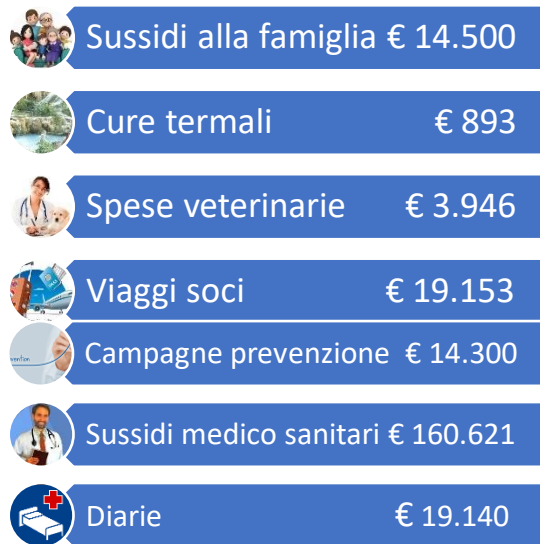 Sussidi alla famiglia € 14.500
Cure termali € 893
Spese veterinarie € 3.946
Viaggi soci € 19.153
Campagne prevenzione € 14.300
Sussidi medico sanitari € 160.621
Diarie € 19.140